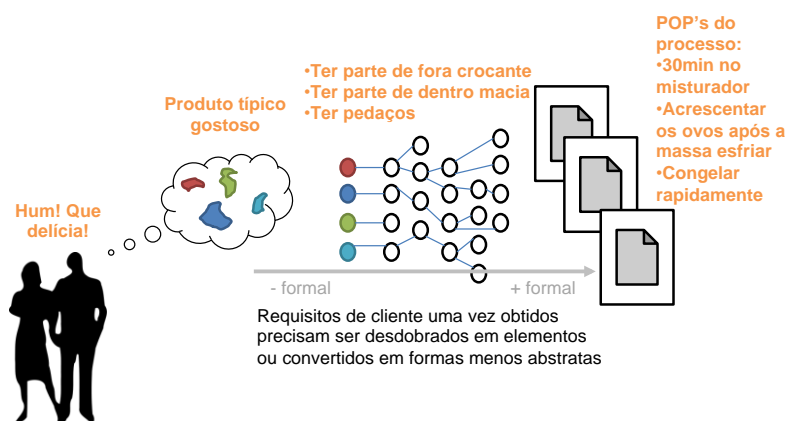 Hum! Que
delícia!
Produto típico
gostoso
•Ter parte de fora crocante
•Ter parte de dentro macia
•Ter pedaços
POP's do
processo:
•30min no
misturador
•Acrescentar
os ovos após a
massa esfriar
•Congelar
rapidamente
- formal
+ formal
Requisitos de cliente uma vez obtidos
precisam ser desdobrados em elementos
ou convertidos em formas menos abstratas